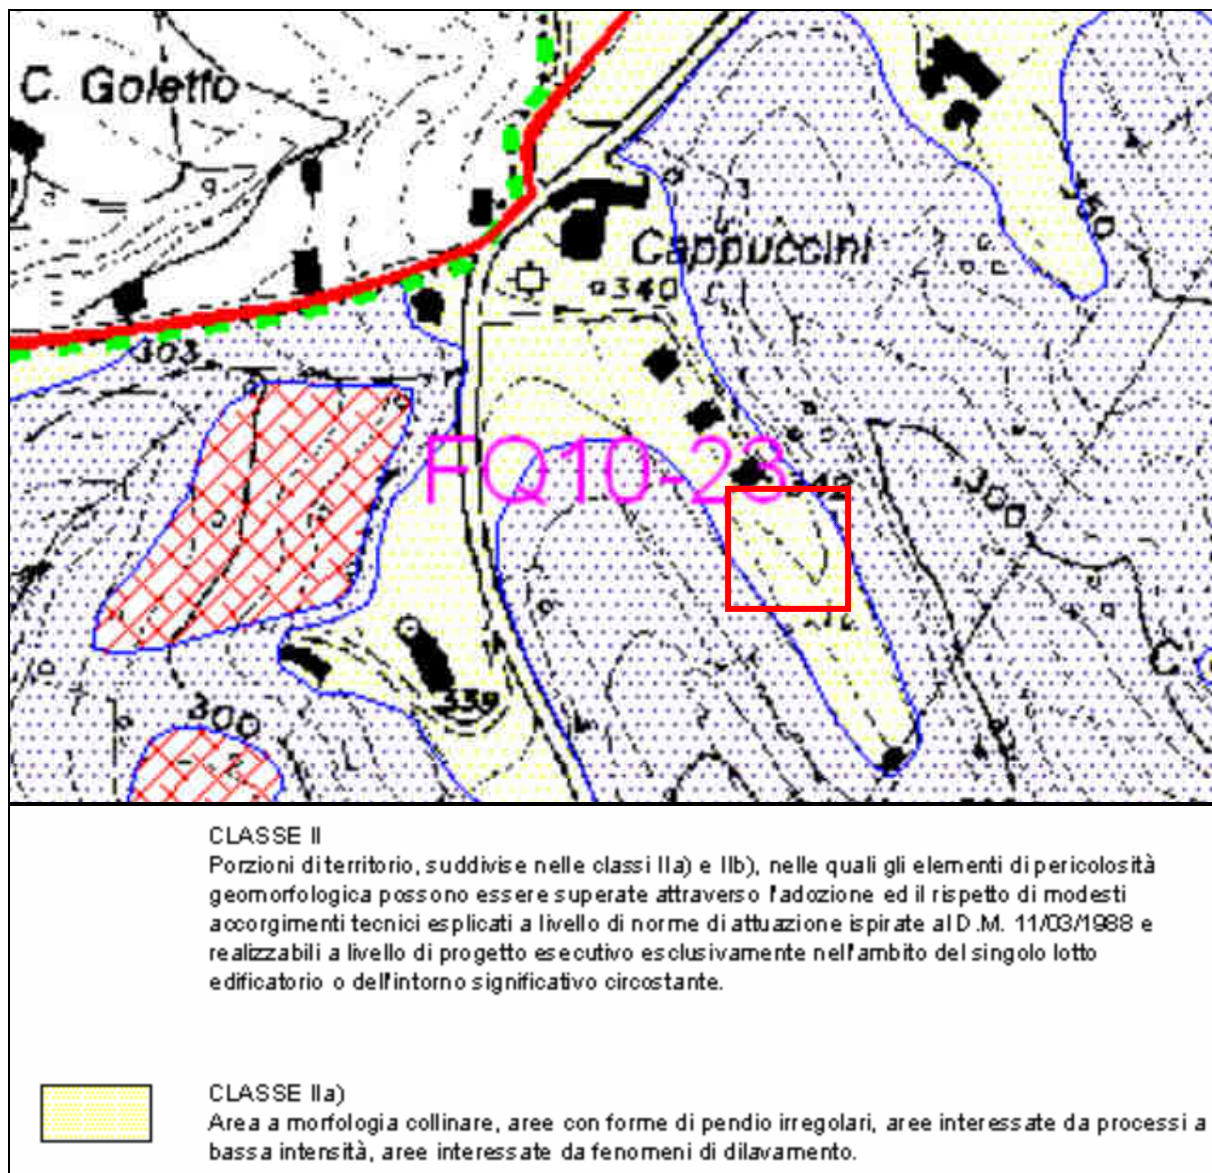 C. Goletto
350
Cappuccini
340
303
FQ10-23
342
300
339
300
C
CLASSE II
Porzioni di territorio, suddivise nelle classi IIa) e IIb), nelle quali gli elementi di pericolosità
geomorfologica possono essere superate attraverso l'adozione ed il rispetto di modesti
accorgimenti tecnici esplicati a livello di norme di attuazione ispirate al D.M. 11/03/1988 e
realizzabili a livello di progetto esecutivo esclusivamente nell'ambito del singolo lotto
edificatorio o dell'intorno significativo circostante.
CLASSE IIa)
Area a morfologia collinare, aree con forme di pendio irregolari, aree interessate da processi a
bassa intensità, aree interessate da fenomeni di dilavamento.